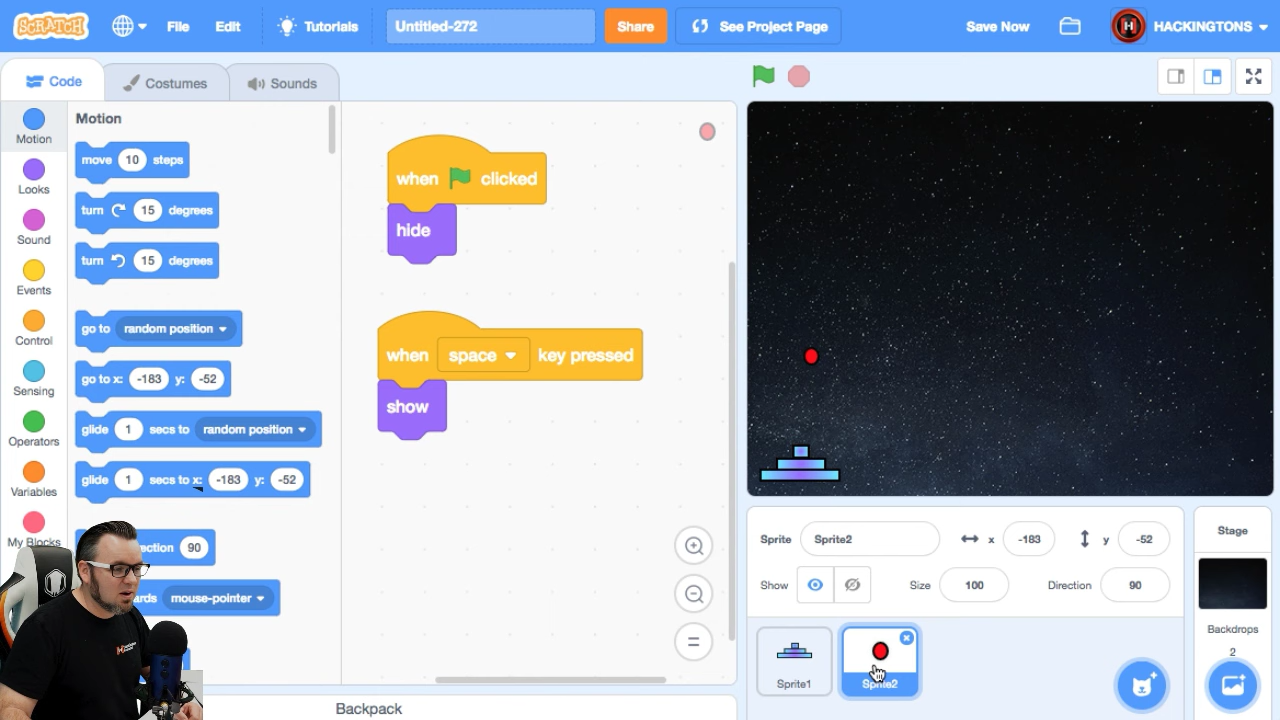 SCRATCH
File
Edit
Tutorials
Untitled-272
Share
See Project Page
Save Now
HACKINGTONS
Code
Costumes
Sounds
Motion
Looks
Sound
Events
Control
Sensing
Operators
Variables
My Blocks
Motion
move 10 steps
turn 15 degrees
turn 15 degrees
go to random position
go to x: -183 y: -52
glide 1 secs to random position
glide 1 secs to x: -183 y: -52
90
mouse-pointer
when clicked
hide
when space key pressed
show
Backpack
Sprite Sprite2 x -183 y -52
Show Size 100 Direction 90
Sprite1
Sprite2
Stage
Backdrops
2